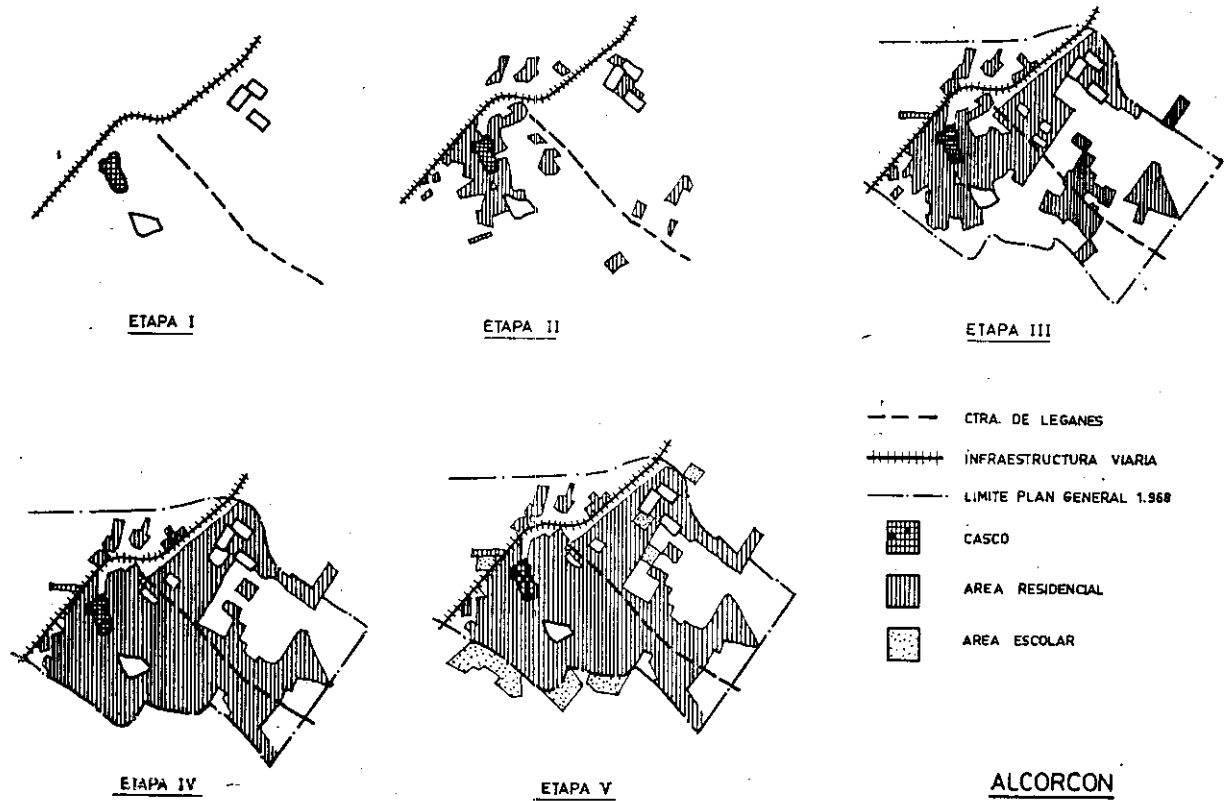 ETAPA I
ETAPA II
ETAPA III
CTRA. DE LEGANES
INFRAESTRUCTURA VIARIA
LIMITE PLAN GENERAL 1.968
CASCO
AREA RESIDENCIAL
AREA ESCOLAR
ETAPA IV
ETAPA V
ALCORCON